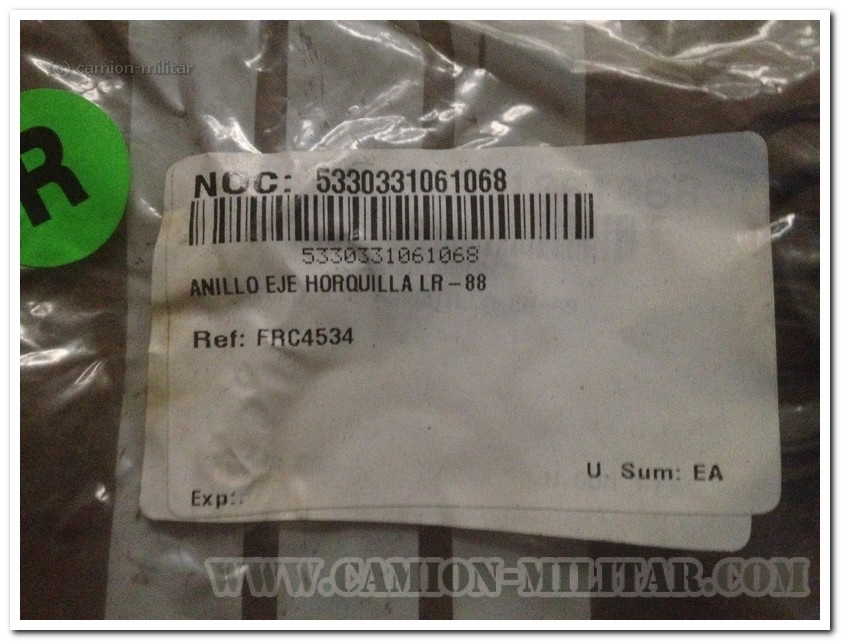 (c) camion-militar
R
NOC: 5330331061068
5330331061068
ANILLO EJE HORQUILLA LR-88
Ref: FRC4534
U. Sum: EA
Exp:.
WWW.CAMION-MILITAR.COM